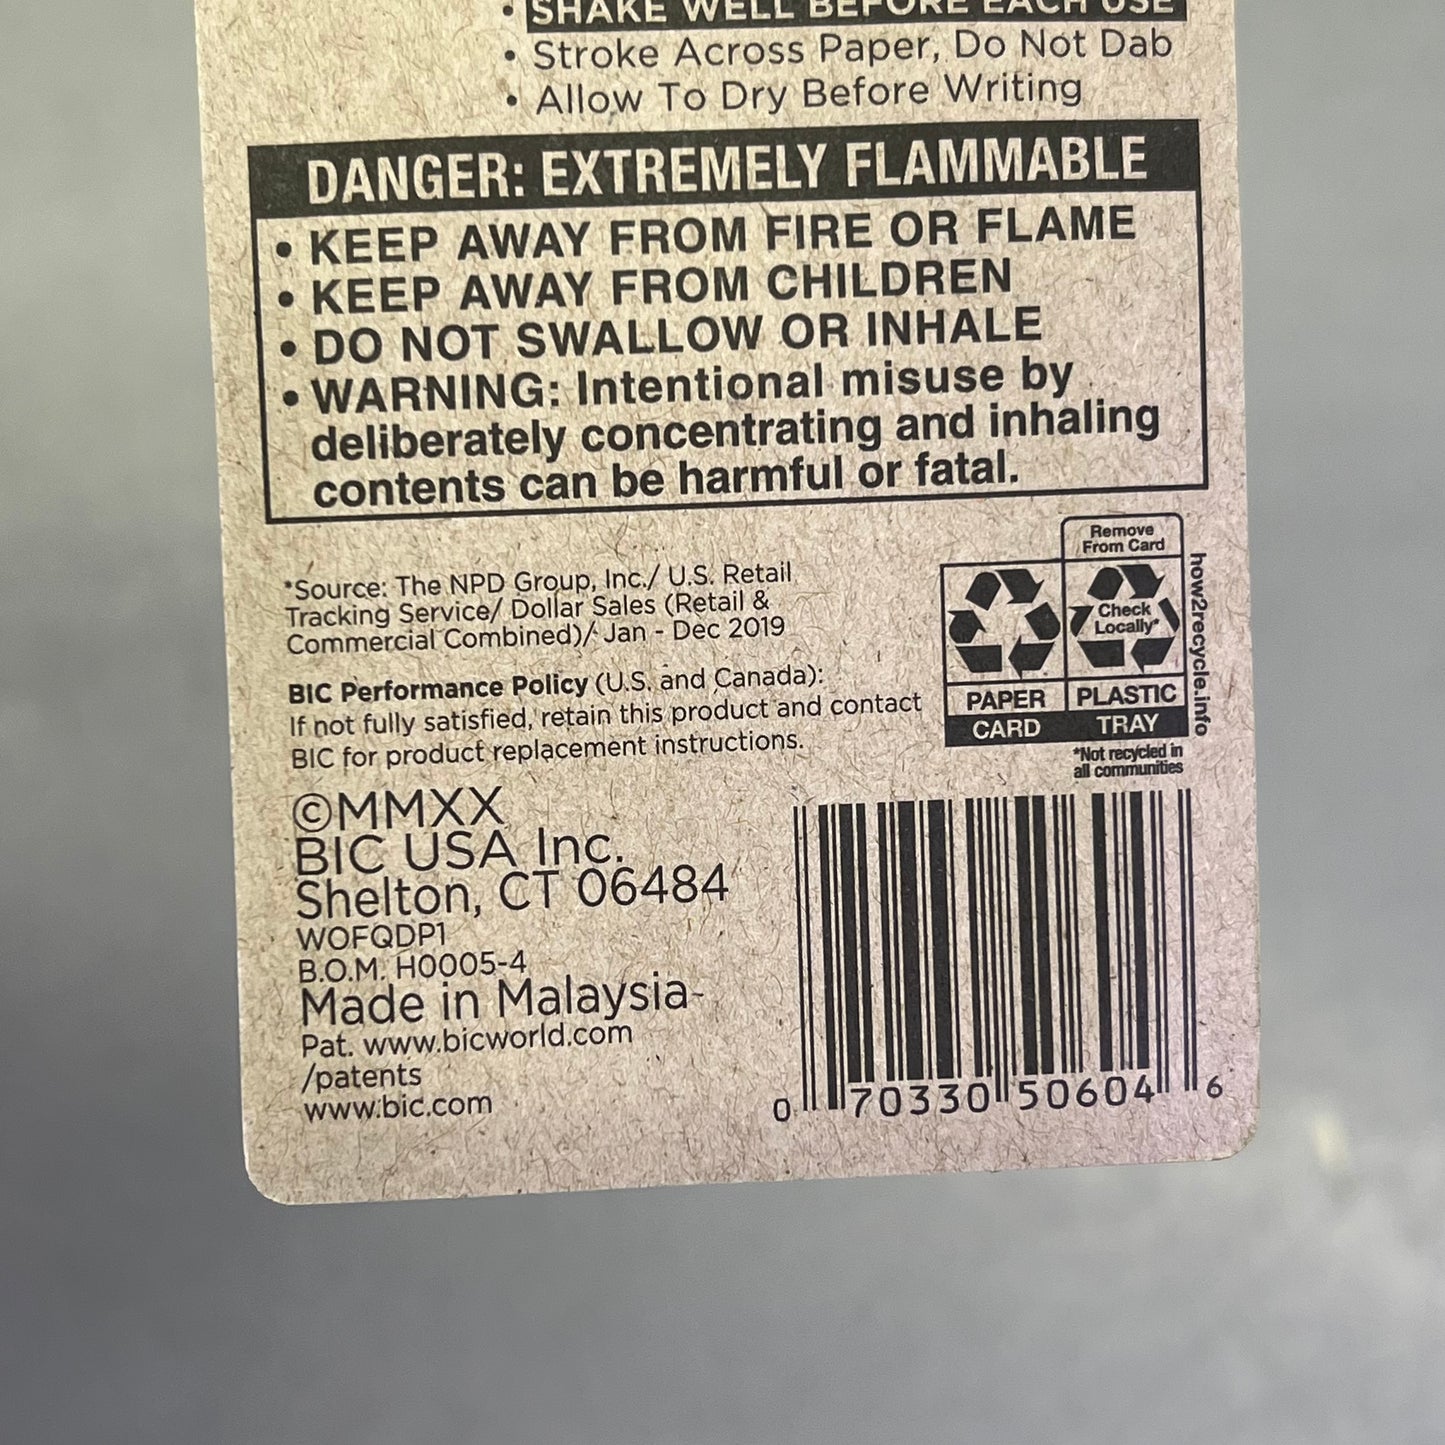 • SHAKE WELL BEFORE EACH USE
• Stroke Across Paper, Do Not Dab
• Allow To Dry Before Writing
DANGER: EXTREMELY FLAMMABLE
• KEEP AWAY FROM FIRE OR FLAME
• KEEP AWAY FROM CHILDREN
• DO NOT SWALLOW OR INHALE
• WARNING: Intentional misuse by
deliberately concentrating and inhaling
contents can be harmful or fatal.
*Source: The NPD Group, Inc./ U.S. Retail
Tracking Service/ Dollar Sales (Retail &
Commercial Combined)/ Jan - Dec 2019
BIC Performance Policy (U.S. and Canada):
If not fully satisfied, retain this product and contact
BIC for product replacement instructions.
Remove
From Card
Check
Locally*
PAPER
CARD
PLASTIC
TRAY
*Not recycled in
all communities
how2recycle.info
©MMXX
BIC USA Inc.
Shelton, CT 06484
WOFQDP1
B.O.M. H0005-4
Made in Malaysia
Pat. www.bicworld.com
/patents
www.bic.com
0 70330 50604 6